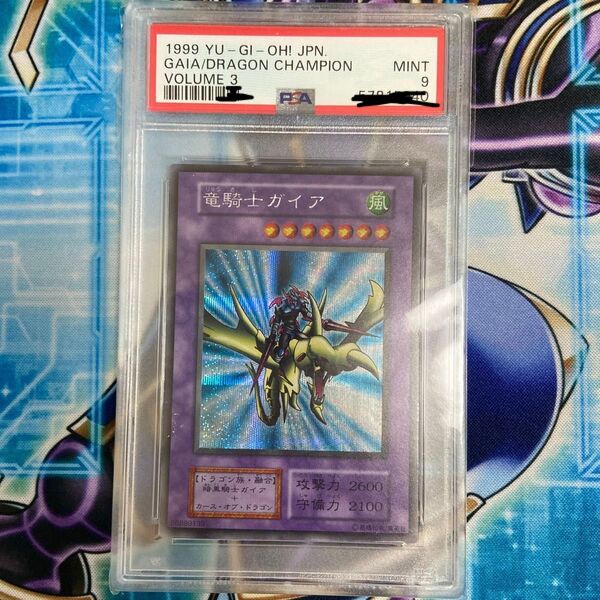 1999 YU-GI-OH! JPN.
GAIA/DRAGON CHAMPION
MINT
VOLUME 3
9
PSA
竜騎士ガイア
風
【ドラゴン族・融合】
暗黒騎士ガイア
+
カース・オブ・ドラゴン
攻撃力 2600
守備力 2100